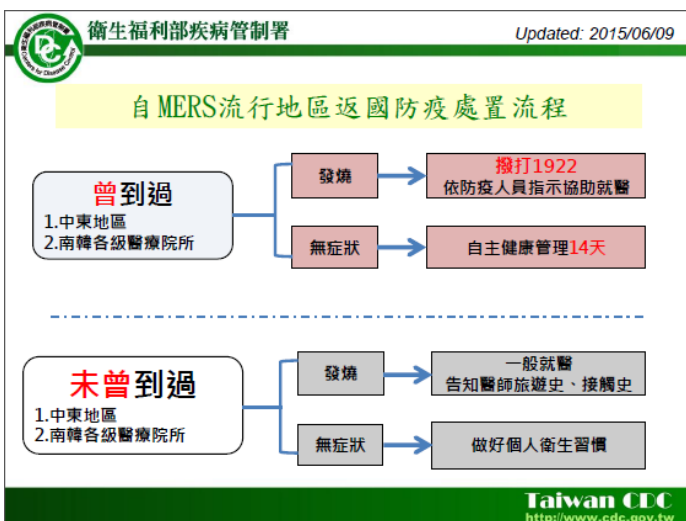 衛生福利部疾病管制署
Updated: 2015/06/09
自MERS流行地區返國防疫處置流程
曾到過
1.中東地區
2.南韓各級醫療院所
發燒
撥打1922
依防疫人員指示協助就醫
無症狀
自主健康管理14天
未曾到過
1.中東地區
2.南韓各級醫療院所
發燒
一般就醫
告知醫師旅遊史、接觸史
無症狀
做好個人衛生習慣
Taiwan CDC
http://www.cdc.gov.tw